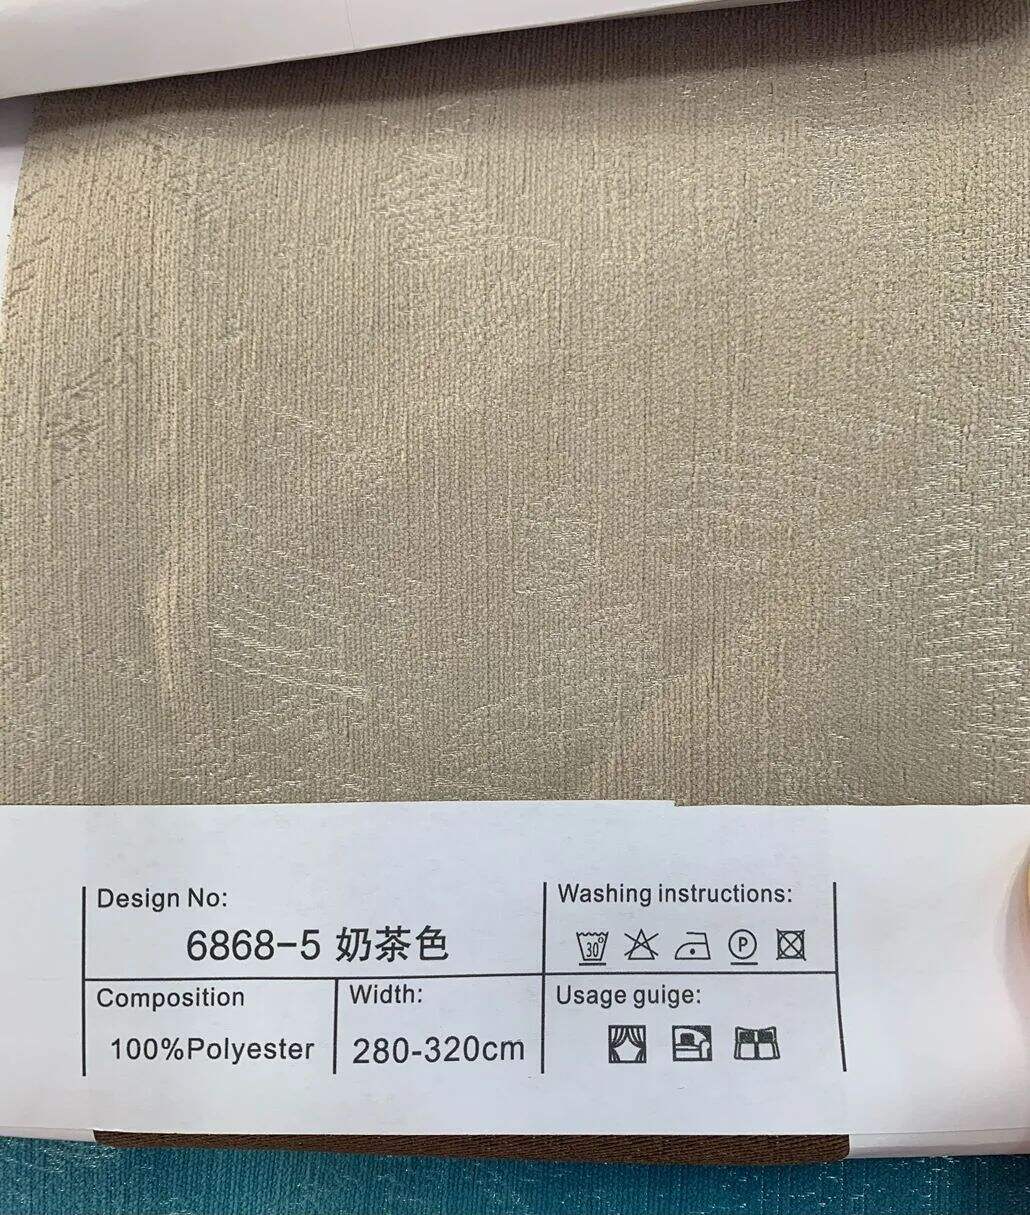 Design No:
6868-5 奶茶色
Washing instructions:
30°
P
Composition
100%Polyester
Width:
280-320cm
Usage guige: